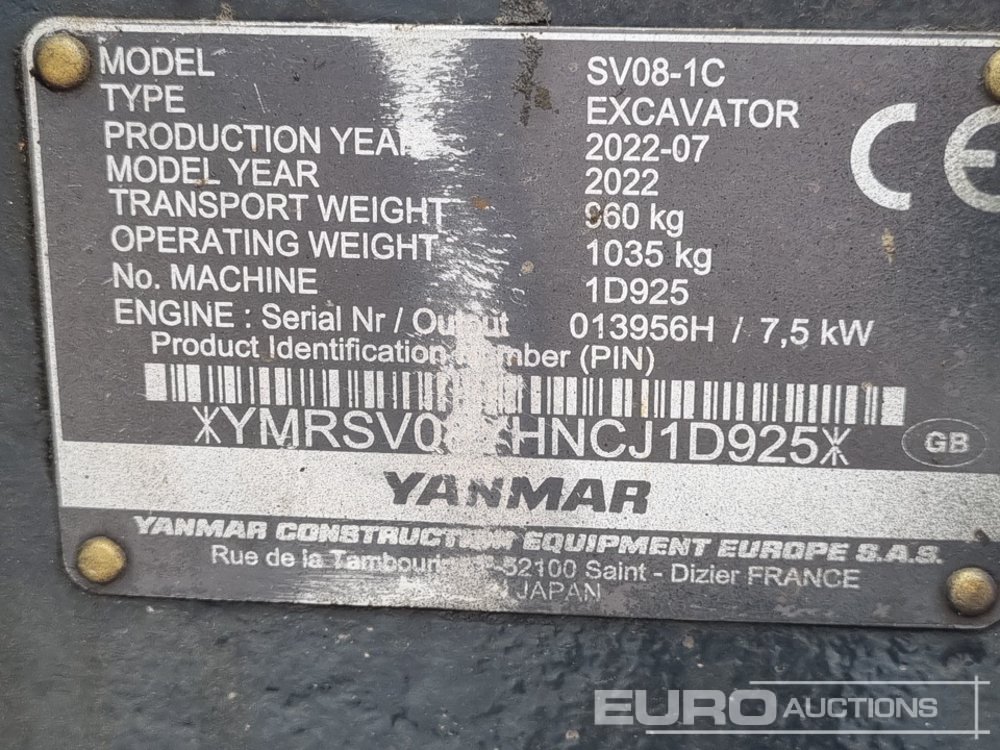 MODEL SV08-1C
TYPE EXCAVATOR
PRODUCTION YEAR 2022-07
MODEL YEAR 2022
TRANSPORT WEIGHT 960 kg
OPERATING WEIGHT 1035 kg
No. MACHINE 1D925
ENGINE : Serial Nr / Output 013956H / 7,5 kW
Product Identification Number (PIN)
GB
YANMAR
YANMAR CONSTRUCTION EQUIPMENT EUROPE S.A.S.
Rue de la 52100 Saint - Dizier FRANCE
JAPAN
CE
EURO AUCTIONS